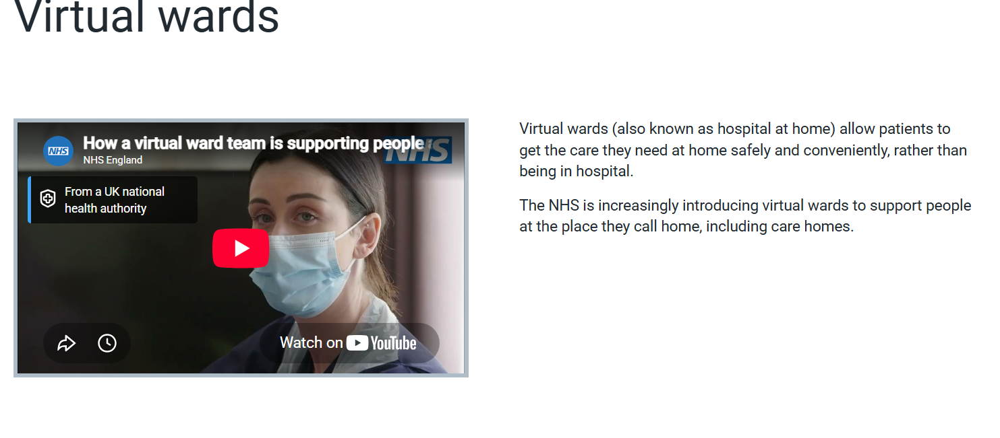 Virtual wards
NHS
How a virtual ward team is supporting people
NHS England
NHS
From a UK national
health authority
Watch on YouTube
Virtual wards (also known as hospital at home) allow patients to
get the care they need at home safely and conveniently, rather than
being in hospital.
The NHS is increasingly introducing virtual wards to support people
at the place they call home, including care homes.